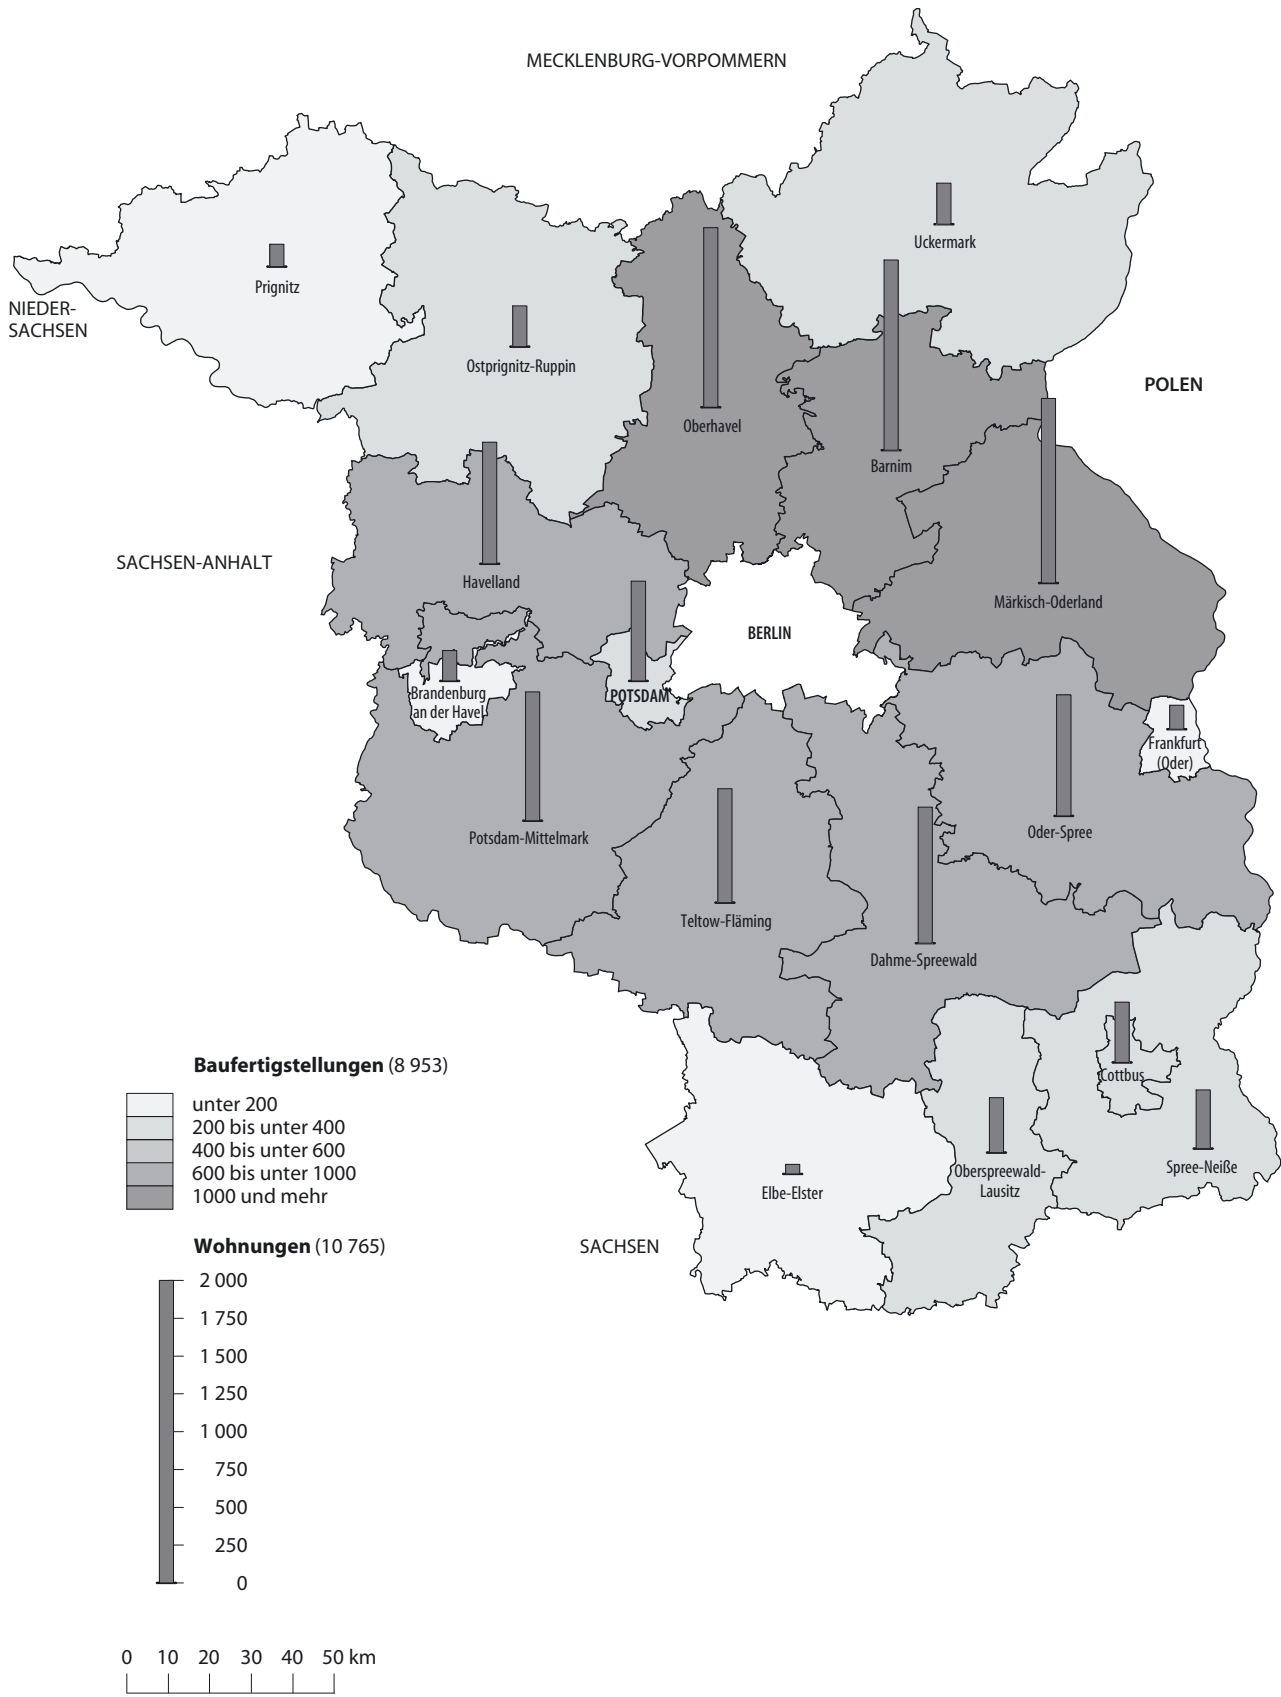 MECKLENBURG-VORPOMMERN
Uckermark
Prignitz
NIEDER-
SACHSEN
Ostprignitz-Ruppin
POLEN
Oberhavel
Barnim
SACHSEN-ANHALT
Havelland
Märkisch-Oderland
BERLIN
Brandenburg
an der Havel
POTSDAM
Frankfurt
(Oder)
Potsdam-Mittelmark
Oder-Spree
Teltow-Fläming
Dahme-Spreewald
Cottbus
Spree-Neiße
Oberspreewald-
Lausitz
Elbe-Elster
SACHSEN
Baufertigstellungen (8 953)
unter 200
200 bis unter 400
400 bis unter 600
600 bis unter 1000
1000 und mehr
Wohnungen (10 765)
2 000
1 750
1 500
1 250
1 000
750
500
250
0
0 10 20 30 40 50 km